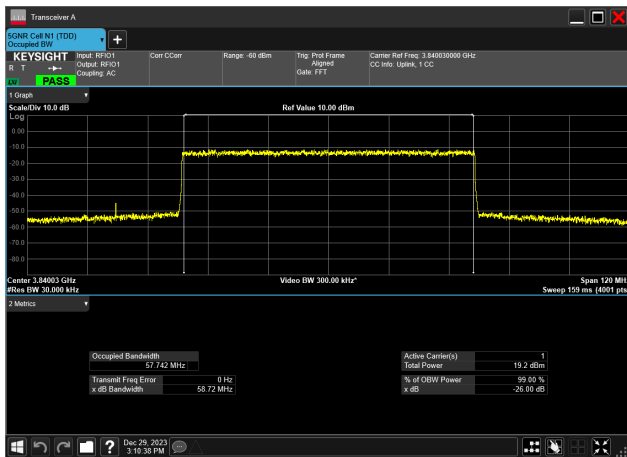 Transceiver A
5GNR Cell N1 (TDD)
Occupied BW
KEYSIGHT
R T
LM
PASS
Input: RFIO1
Output: RFIO1
Coupling: AC
Corr CCorr
Range: -60 dBm
Trig: Prot Frame
Aligned
Gate: FFT
Carrier Ref Freq: 3.840030000 GHz
CC Info: Uplink, 1 CC
1 Graph
Scale/Div 10.0 dB
Ref Value 10.00 dBm
Log
0.00
-10.0
-20.0
-30.0
-40.0
-50.0
-60.0
-70.0
-80.0
Center 3.84003 GHz
Video BW 300.00 kHz*
Span 120 MH
#Res BW 30.000 kHz
Sweep 159 ms (4001 pts
2 Metrics
Occupied Bandwidth
57.742 MHz
Transmit Freq Error 0 Hz
x dB Bandwidth 58.72 MHz
Active Carrier(s) 1
Total Power 19.2 dBm
% of OBW Power 99.00 %
x dB -26.00 dB
?
Dec 29, 2023
3:10:38 PM